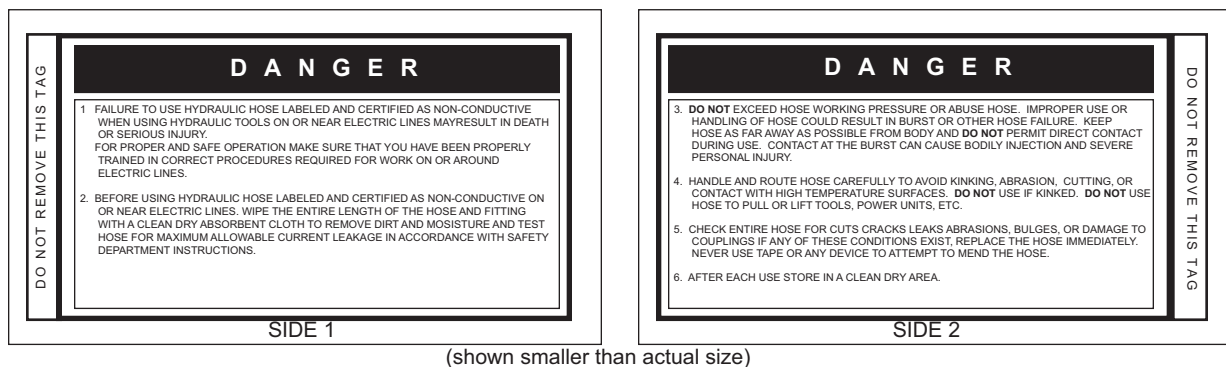 DO NOT REMOVE THIS TAG
DANGER
1 FAILURE TO USE HYDRAULIC HOSE LABELED AND CERTIFIED AS NON-CONDUCTIVE
WHEN USING HYDRAULIC TOOLS ON OR NEAR ELECTRIC LINES MAYRESULT IN DEATH
OR SERIOUS INJURY.
FOR PROPER AND SAFE OPERATION MAKE SURE THAT YOU HAVE BEEN PROPERLY
TRAINED IN CORRECT PROCEDURES REQUIRED FOR WORK ON OR AROUND
ELECTRIC LINES.
2. BEFORE USING HYDRAULIC HOSE LABELED AND CERTIFIED AS NON-CONDUCTIVE ON
OR NEAR ELECTRIC LINES. WIPE THE ENTIRE LENGTH OF THE HOSE AND FITTING
WITH A CLEAN DRY ABSORBENT CLOTH TO REMOVE DIRT AND MOSISTURE AND TEST
HOSE FOR MAXIMUM ALLOWABLE CURRENT LEAKAGE IN ACCORDANCE WITH SAFETY
DEPARTMENT INSTRUCTIONS.
SIDE 1
DANGER
3. DO NOT EXCEED HOSE WORKING PRESSURE OR ABUSE HOSE. IMPROPER USE OR
HANDLING OF HOSE COULD RESULT IN BURST OR OTHER HOSE FAILURE. KEEP
HOSE AS FAR AWAY AS POSSIBLE FROM BODY AND DO NOT PERMIT DIRECT CONTACT
DURING USE. CONTACT AT THE BURST CAN CAUSE BODILY INJECTION AND SEVERE
PERSONAL INJURY.
4. HANDLE AND ROUTE HOSE CAREFULLY TO AVOID KINKING, ABRASION, CUTTING, OR
CONTACT WITH HIGH TEMPERATURE SURFACES. DO NOT USE IF KINKED. DO NOT USE
HOSE TO PULL OR LIFT TOOLS, POWER UNITS, ETC.
5. CHECK ENTIRE HOSE FOR CUTS CRACKS LEAKS ABRASIONS, BULGES, OR DAMAGE TO
COUPLINGS IF ANY OF THESE CONDITIONS EXIST, REPLACE THE HOSE IMMEDIATELY.
NEVER USE TAPE OR ANY DEVICE TO ATTEMPT TO MEND THE HOSE.
6. AFTER EACH USE STORE IN A CLEAN DRY AREA.
DO NOT REMOVE THIS TAG
SIDE 2
(shown smaller than actual size)